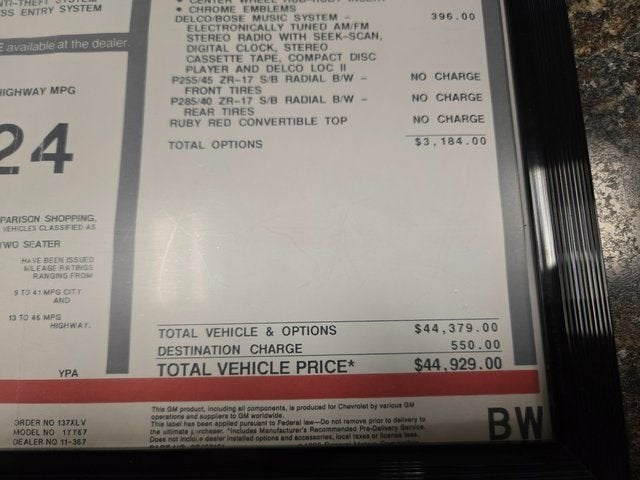 NTI-THEFT SYSTEM
ESS ENTRY SYSTEM
E available at the dealer.
HIGHWAY MPG
24
PARISON SHOPPING,
VEHICLES CLASSIFIED AS
TWO SEATER
HAVE BEEN ISSUED
MILEAGE RATINGS
RANGING FROM
9 TO 41 MPG CITY
AND
13 TO 46 MPG
HIGHWAY.
YPA
ORDER NO 137XLV
MODEL NO 1YY67
DEALER NO 11-367
• CHROME EMBLEMS
DELCO/BOSE MUSIC SYSTEM – 396.00
ELECTRONICALLY TUNED AM/FM
STEREO RADIO WITH SEEK-SCAN,
DIGITAL CLOCK, STEREO
CASSETTE TAPE, COMPACT DISC
PLAYER AND DELCO LOC II
P255/45 ZR-17 S/B RADIAL B/W – NO CHARGE
FRONT TIRES
P285/40 ZR-17 S/B RADIAL B/W – NO CHARGE
REAR TIRES
RUBY RED CONVERTIBLE TOP NO CHARGE
TOTAL OPTIONS $3,184.00
TOTAL VEHICLE & OPTIONS $44,379.00
DESTINATION CHARGE 550.00
TOTAL VEHICLE PRICE* $44,929.00
This GM product, including all components, is produced for Chevrolet by various GM
operations and suppliers to GM worldwide.
This label has been applied pursuant to Federal law—Do not remove prior to delivery to
the ultimate purchaser. *Includes Manufacturer's Recommended Pre-Delivery Service.
Does not include dealer installed options and accessories, local taxes or license fees.
BW